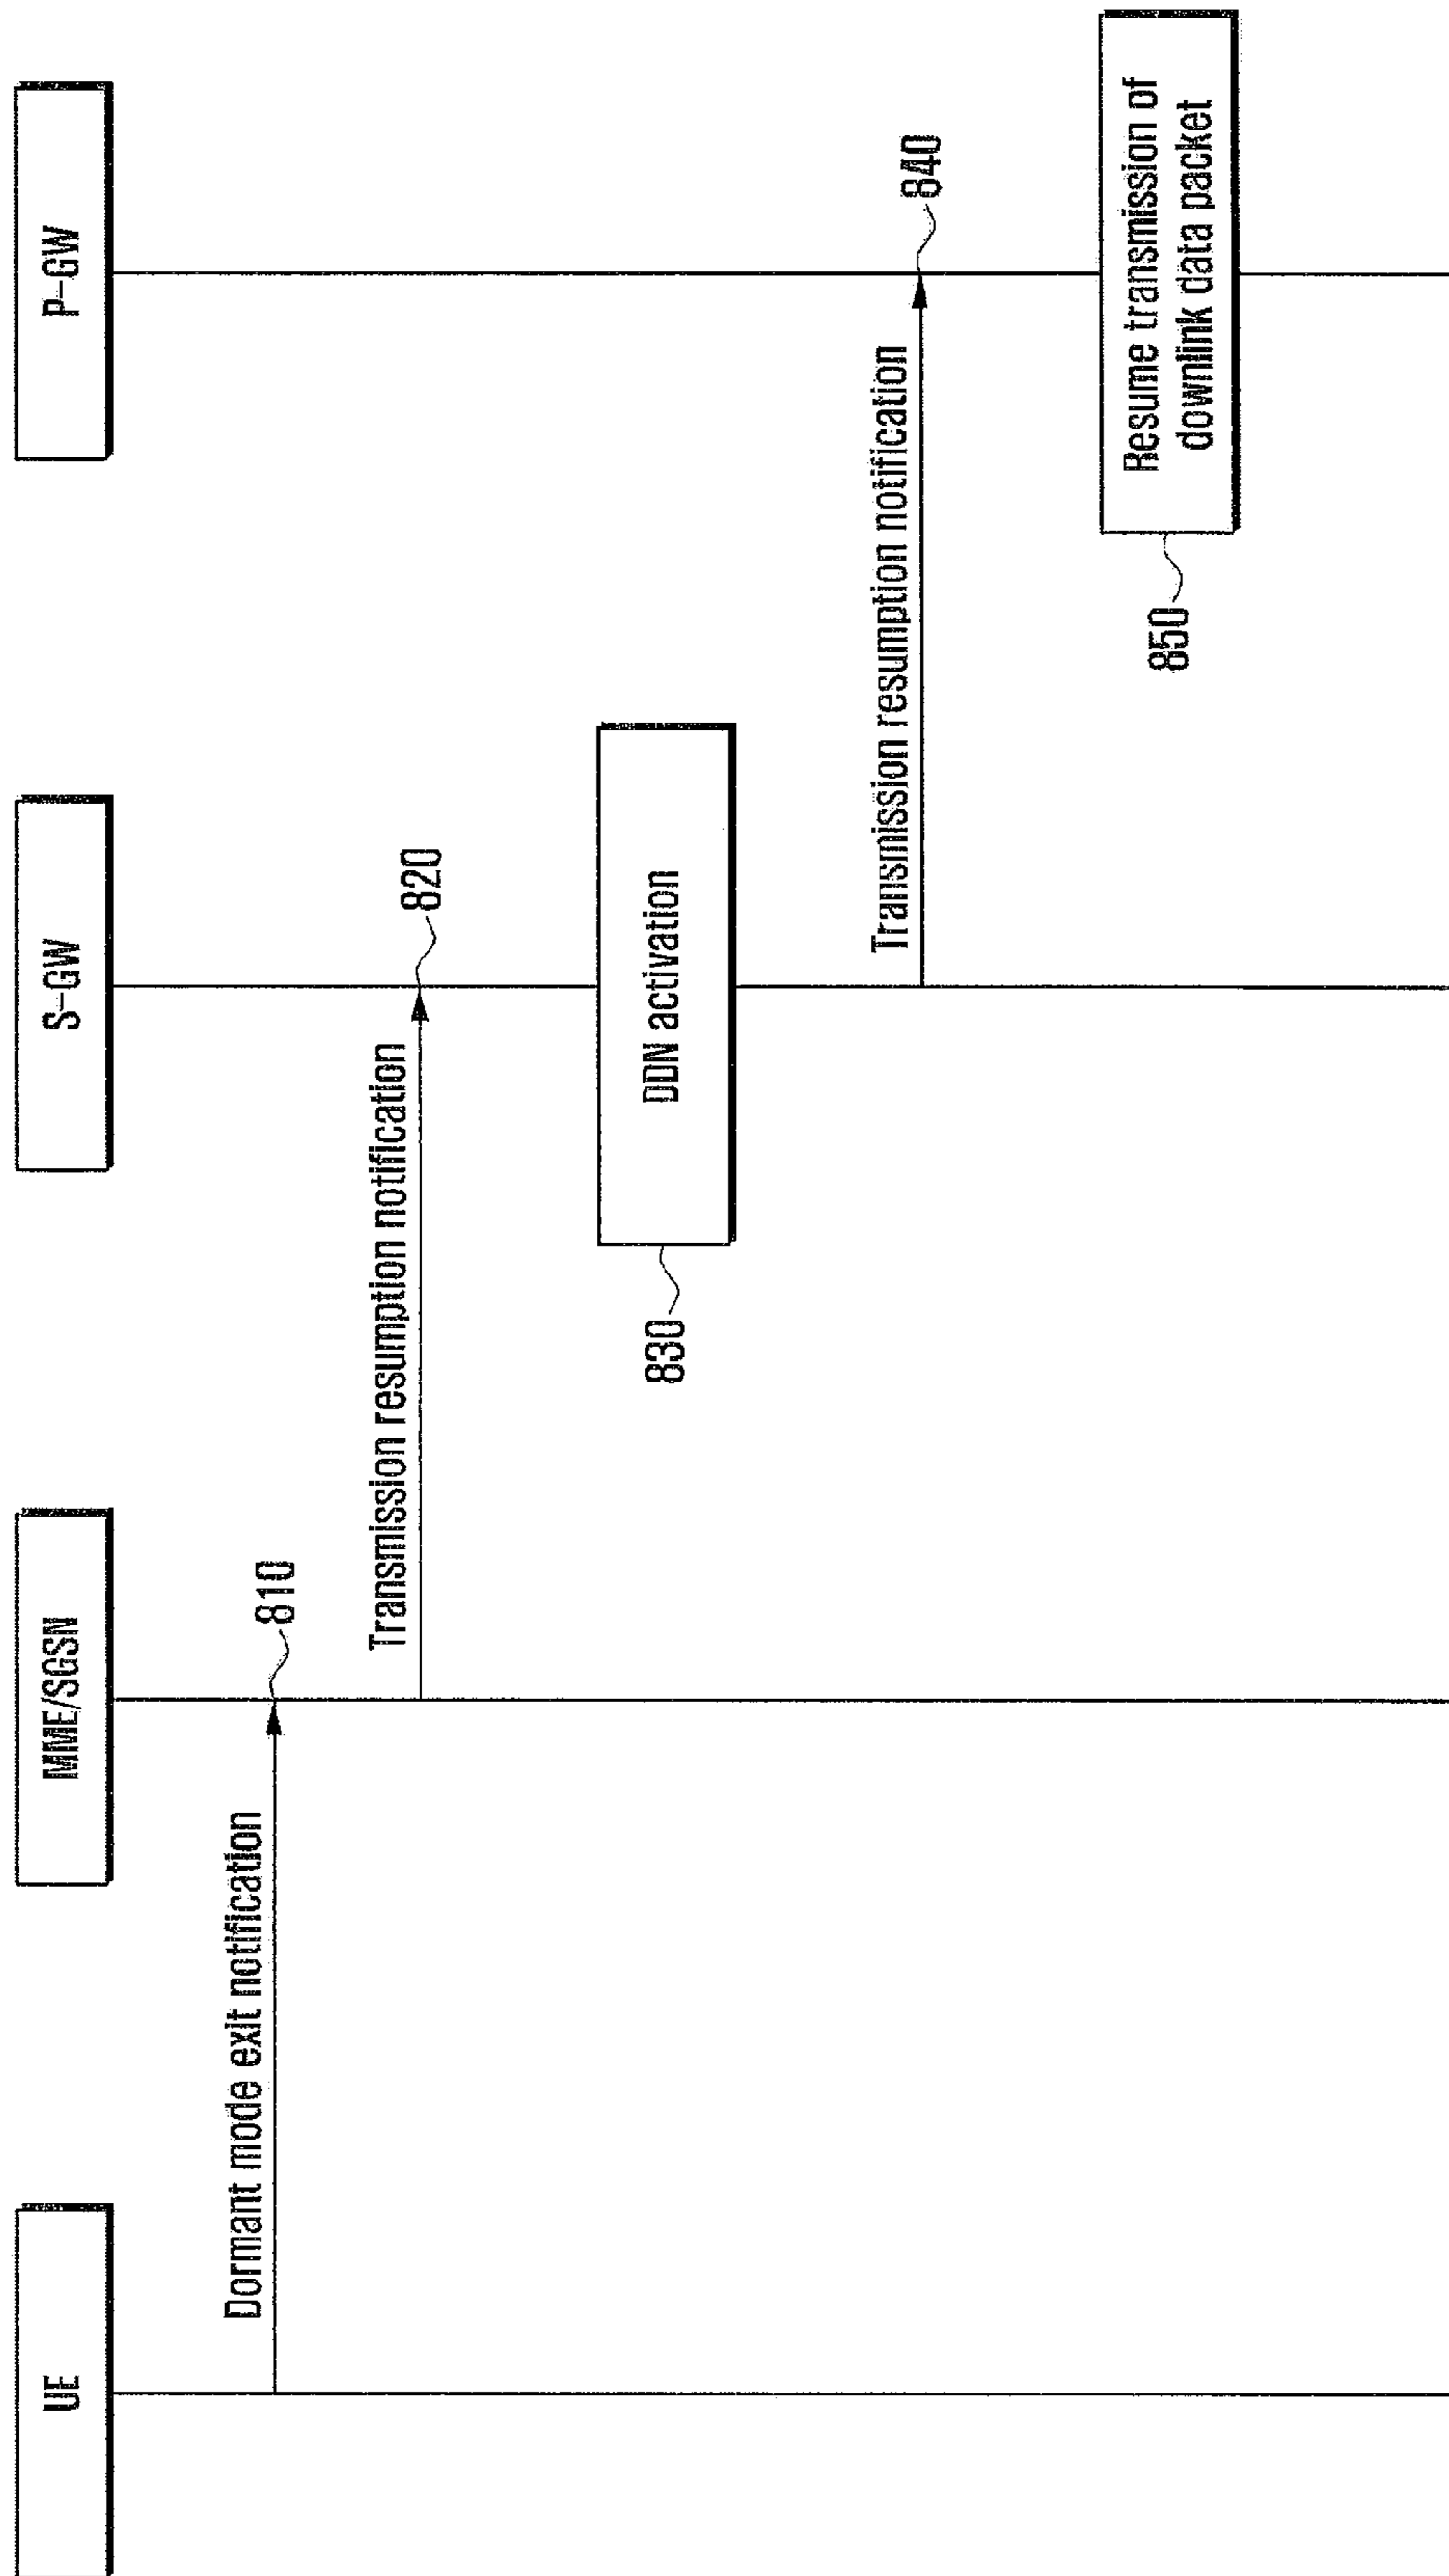 UE
MME/SGSN
S-GW
P-GW
Dormant mode exit notification
810
Transmission resumption notification
820
830
DDN activation
Transmission resumption notification
840
850
Resume transmission of
downlink data packet